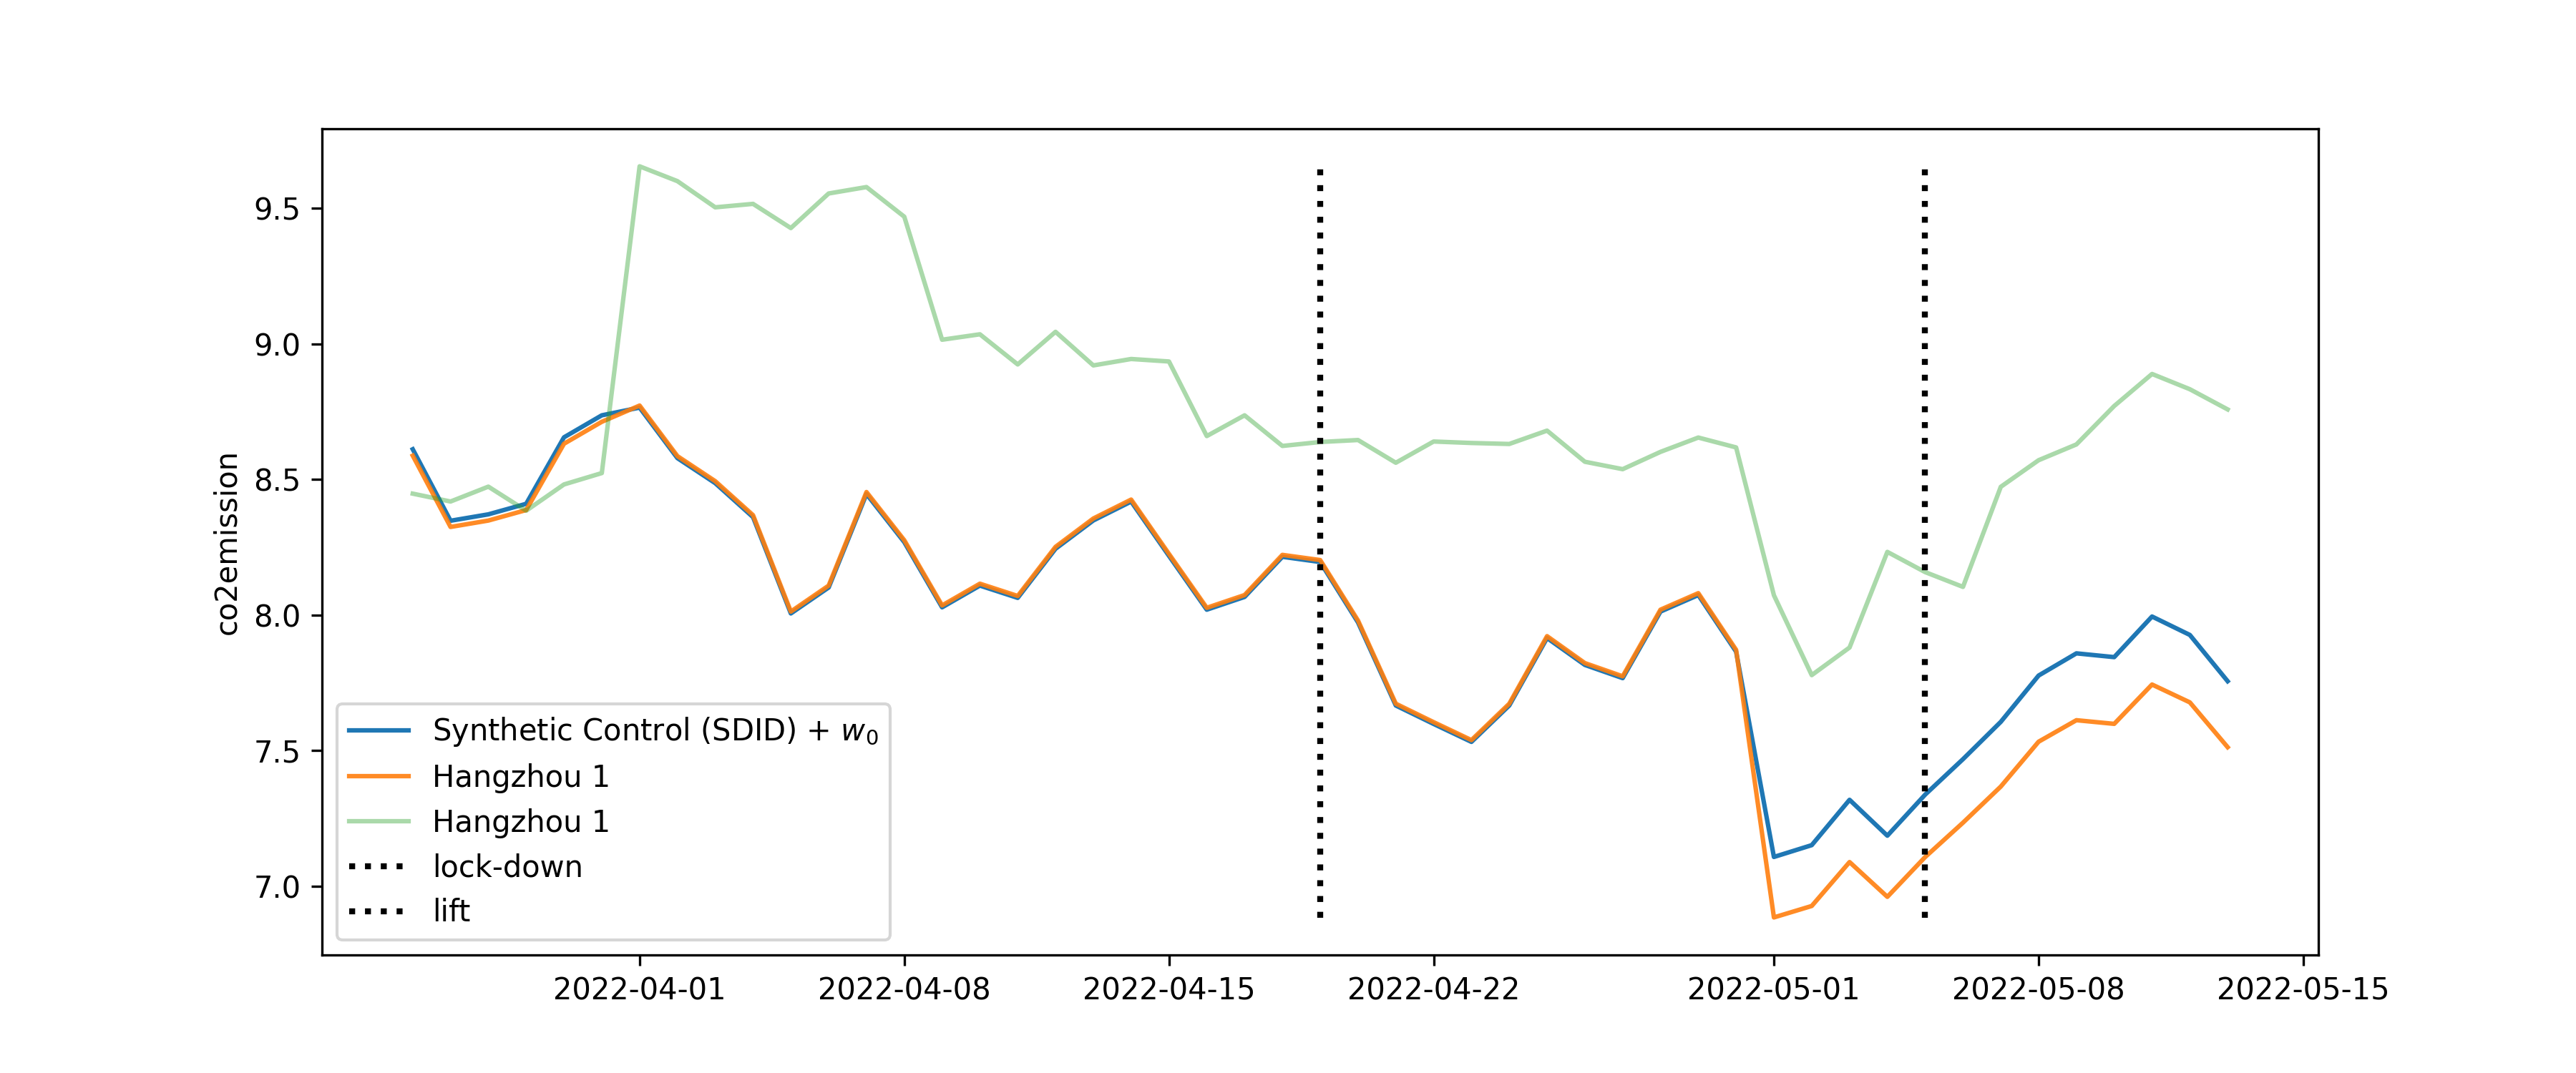 9.5
9.0
8.5
8.0
7.5
7.0
co2emission
Synthetic Control (SDID) + w₀
Hangzhou 1
Hangzhou 1
lock-down
lift
2022-04-01 2022-04-08 2022-04-15 2022-04-22 2022-05-01 2022-05-08 2022-05-15